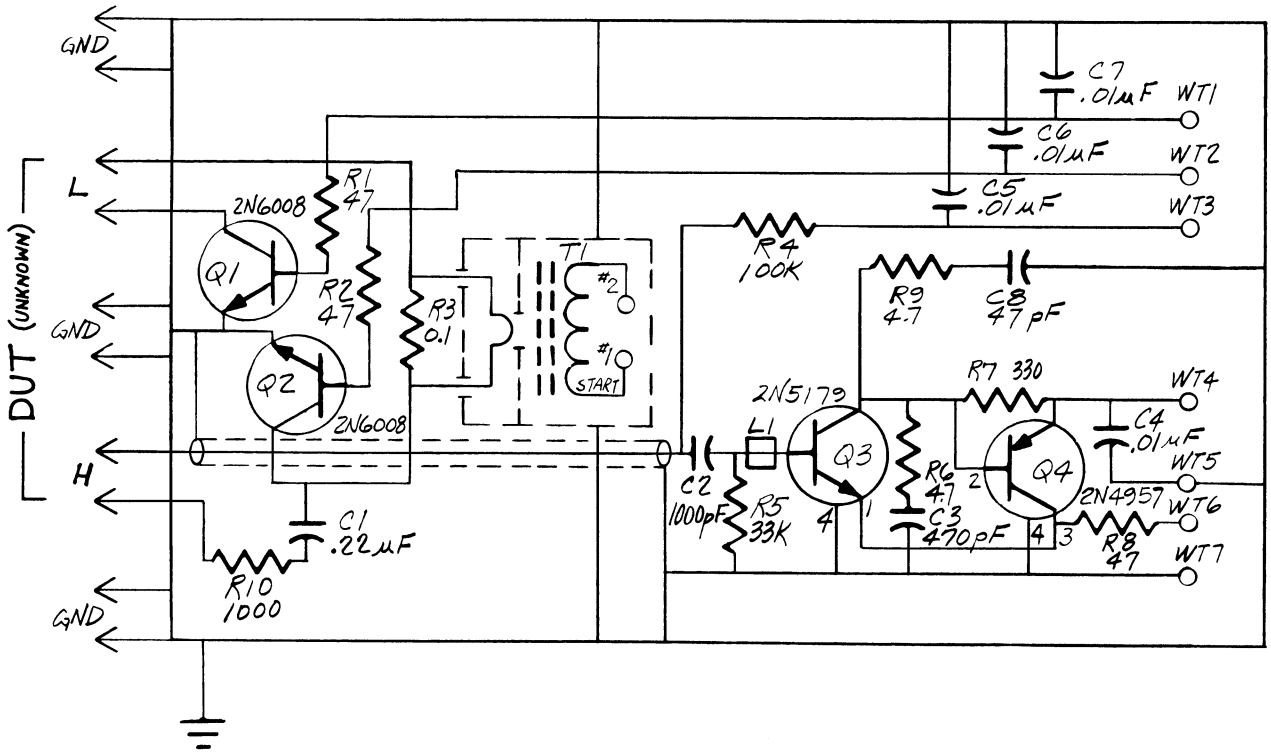 GND
C7
.01µF
WT1
C6
.01µF
WT2
L
R1
47
2N6008
C5
.01µF
WT3
R4
100K
DUT (UNKNOWN)
Q1
R2
47
R3
0.1
T1
#2
#1
START
R9
4.7
C8
47pF
GND
Q2
2N6008
2N5179
R7 330
WT4
L1
Q3
C4
.01µF
WT5
H
C2
1000pF
R5
33K
R6
4.7
C3
470pF
Q4
2
2N4957
WT6
4
1
4
3
R8
47
C1
.22µF
R10
1000
WT7
GND